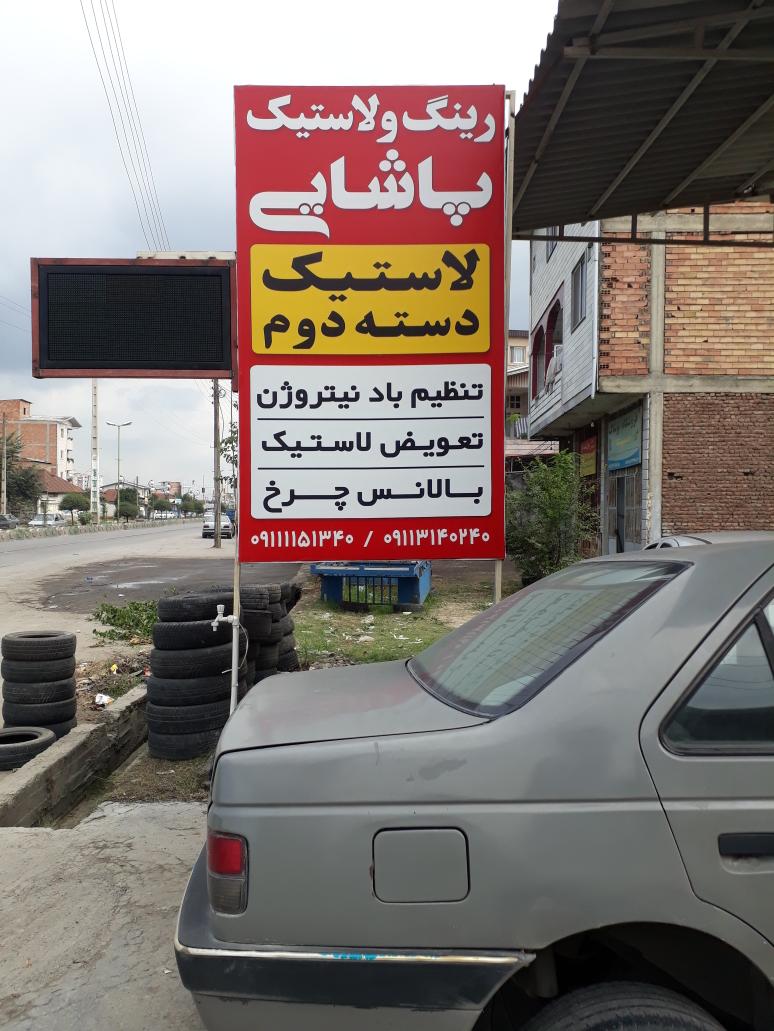 رینگ و لاستیک
پاشایی
لاستیک
دسته دوم
تنظیم باد نیتروژن
تعویض لاستیک
بالانس چرخ
۰۹۱۱۱۱۵۱۳۴۰ / ۰۹۱۱۳۱۴۰۲۴۰